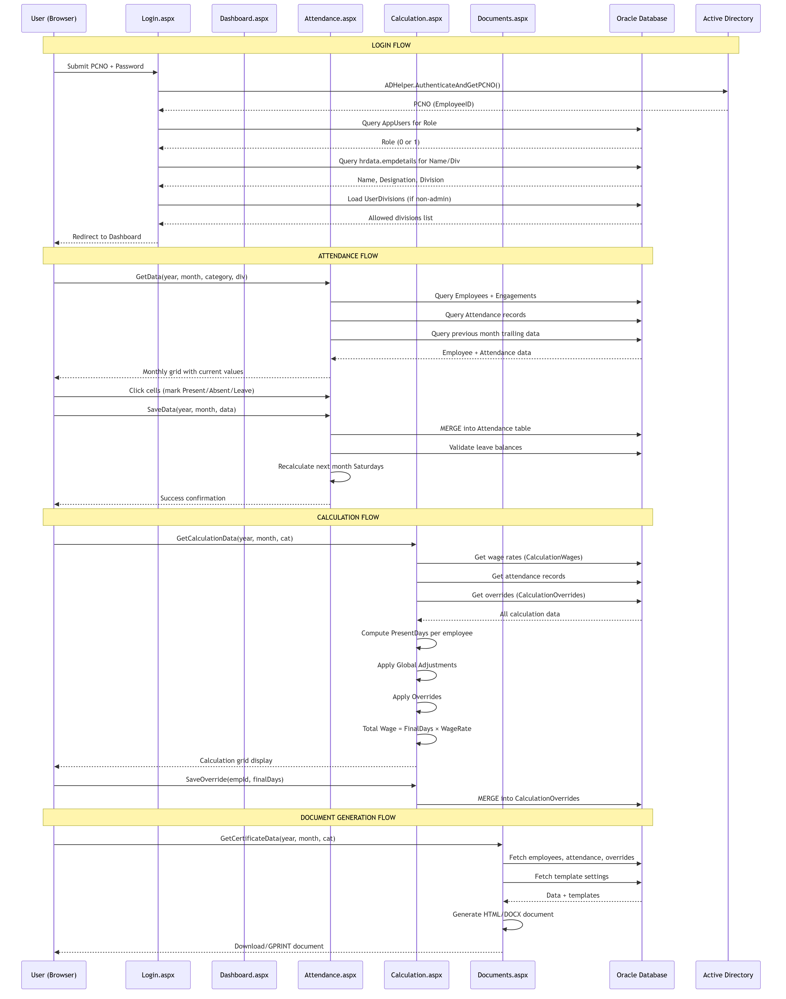 User (Browser)
Login.aspx
Dashboard.aspx
Attendance.aspx
Calculation.aspx
Documents.aspx
Oracle Database
Active Directory
LOGIN FLOW
Submit PCNO + Password
ADHelper.AuthenticateAndGetPCNO()
PCNO (EmployeeID)
Query AppUsers for Role
Role (0 or 1)
Query hrdata.empdetails for Name/Div
Name, Designation, Division
Load UserDivisions (if non-admin)
Allowed divisions list
Redirect to Dashboard
ATTENDANCE FLOW
GetData(year, month, category, div)
Query Employees + Engagements
Query Attendance records
Query previous month trailing data
Employee + Attendance data
Monthly grid with current values
Click cells (mark Present/Absent/Leave)
SaveData(year, month, data)
MERGE into Attendance table
Validate leave balances
Recalculate next month Saturdays
Success confirmation
CALCULATION FLOW
GetCalculationData(year, month, cat)
Get wage rates (CalculationWages)
Get attendance records
Get overrides (CalculationOverrides)
All calculation data
Compute PresentDays per employee
Apply Global Adjustments
Apply Overrides
Total Wage = FinalDays × WageRate
Calculation grid display
SaveOverride(empId, finalDays)
MERGE into CalculationOverrides
DOCUMENT GENERATION FLOW
GetCertificateData(year, month, cat)
Fetch employees, attendance, overrides
Fetch template settings
Data + templates
Generate HTML/DOCX document
Download/GPRINT document
User (Browser)
Login.aspx
Dashboard.aspx
Attendance.aspx
Calculation.aspx
Documents.aspx
Oracle Database
Active Directory